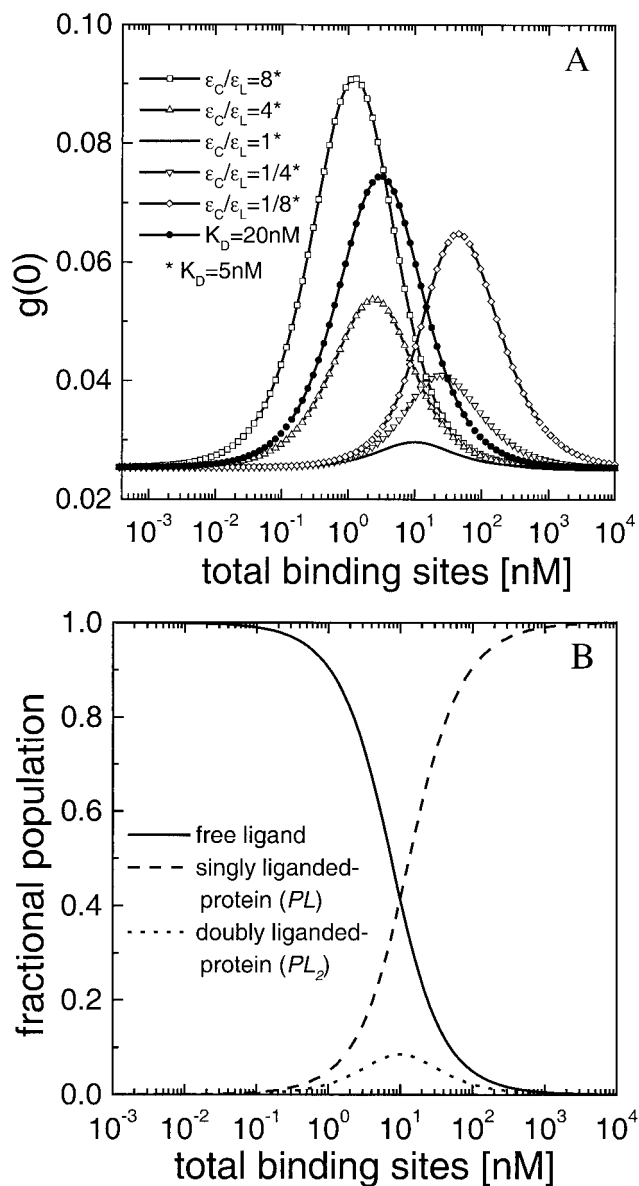 A
0.10
0.08
0.06
0.04
0.02
g(0)
ε_C/ε_L=8*
ε_C/ε_L=4*
ε_C/ε_L=1*
ε_C/ε_L=1/4*
ε_C/ε_L=1/8*
K_D=20nM
* K_D=5nM
10^-3 10^-2 10^-1 10^0 10^1 10^2 10^3 10^4
total binding sites [nM]
B
1.0
0.8
0.6
0.4
0.2
0.0
fractional population
free ligand
singly liganded-
protein (PL)
doubly liganded-
protein (PL_2)
10^-3 10^-2 10^-1 10^0 10^1 10^2 10^3 10^4
total binding sites [nM]